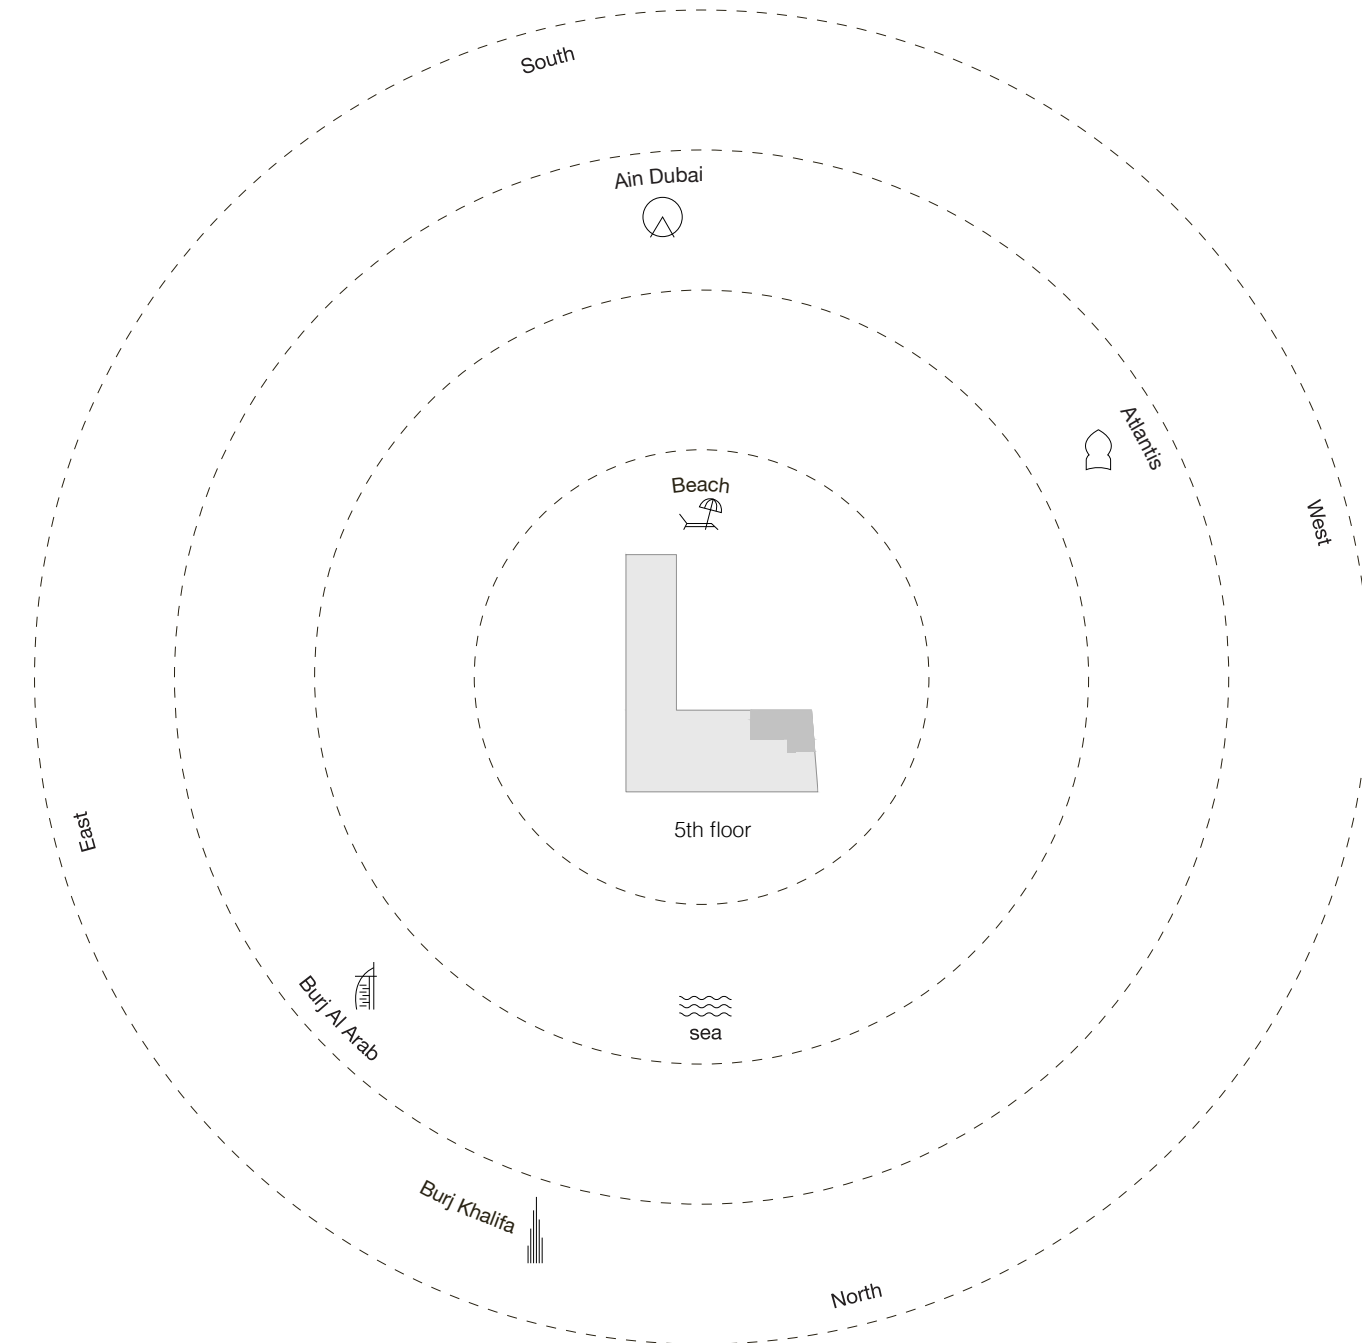 South
Ain Dubai
Atlantis
Beach
West
5th floor
East
Burj Al Arab
sea
Burj Khalifa
North